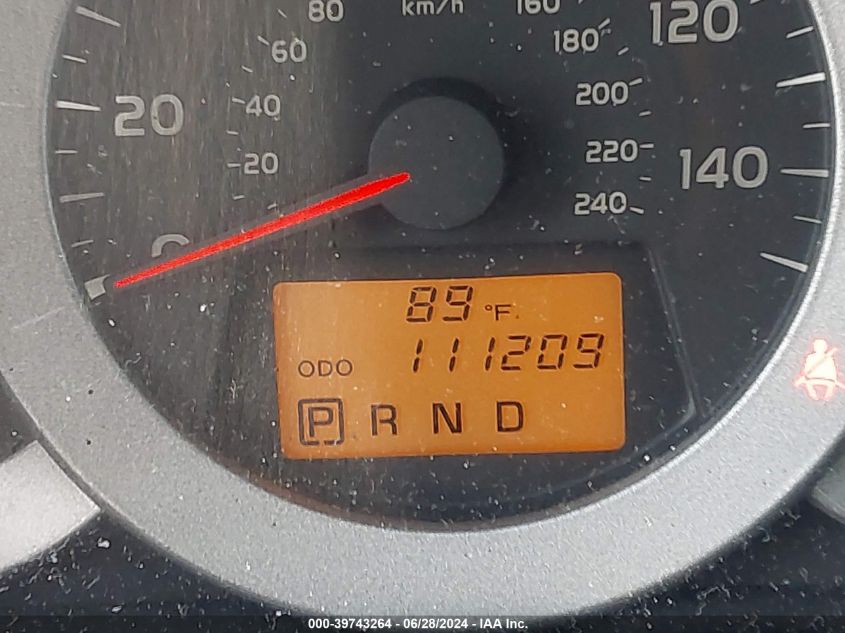 80 km/h 160 120
60 180
20 40 200
20 220 140
0 240
89 °F
ODO 111209
P R N D
000-39743264 - 06/28/2024 - IAA Inc.